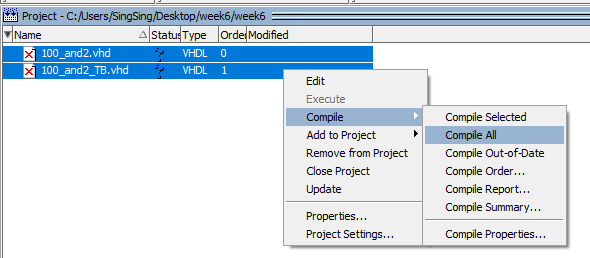 Project - C:/Users/SingSing/Desktop/week6/week6
Name Status Type Order Modified
100_and2.vhd VHDL 0
100_and2_TB.vhd VHDL 1
Edit
Execute
Compile
Add to Project
Remove from Project
Close Project
Update
Properties...
Project Settings...
Compile Selected
Compile All
Compile Out-of-Date
Compile Order...
Compile Report...
Compile Summary...
Compile Properties...